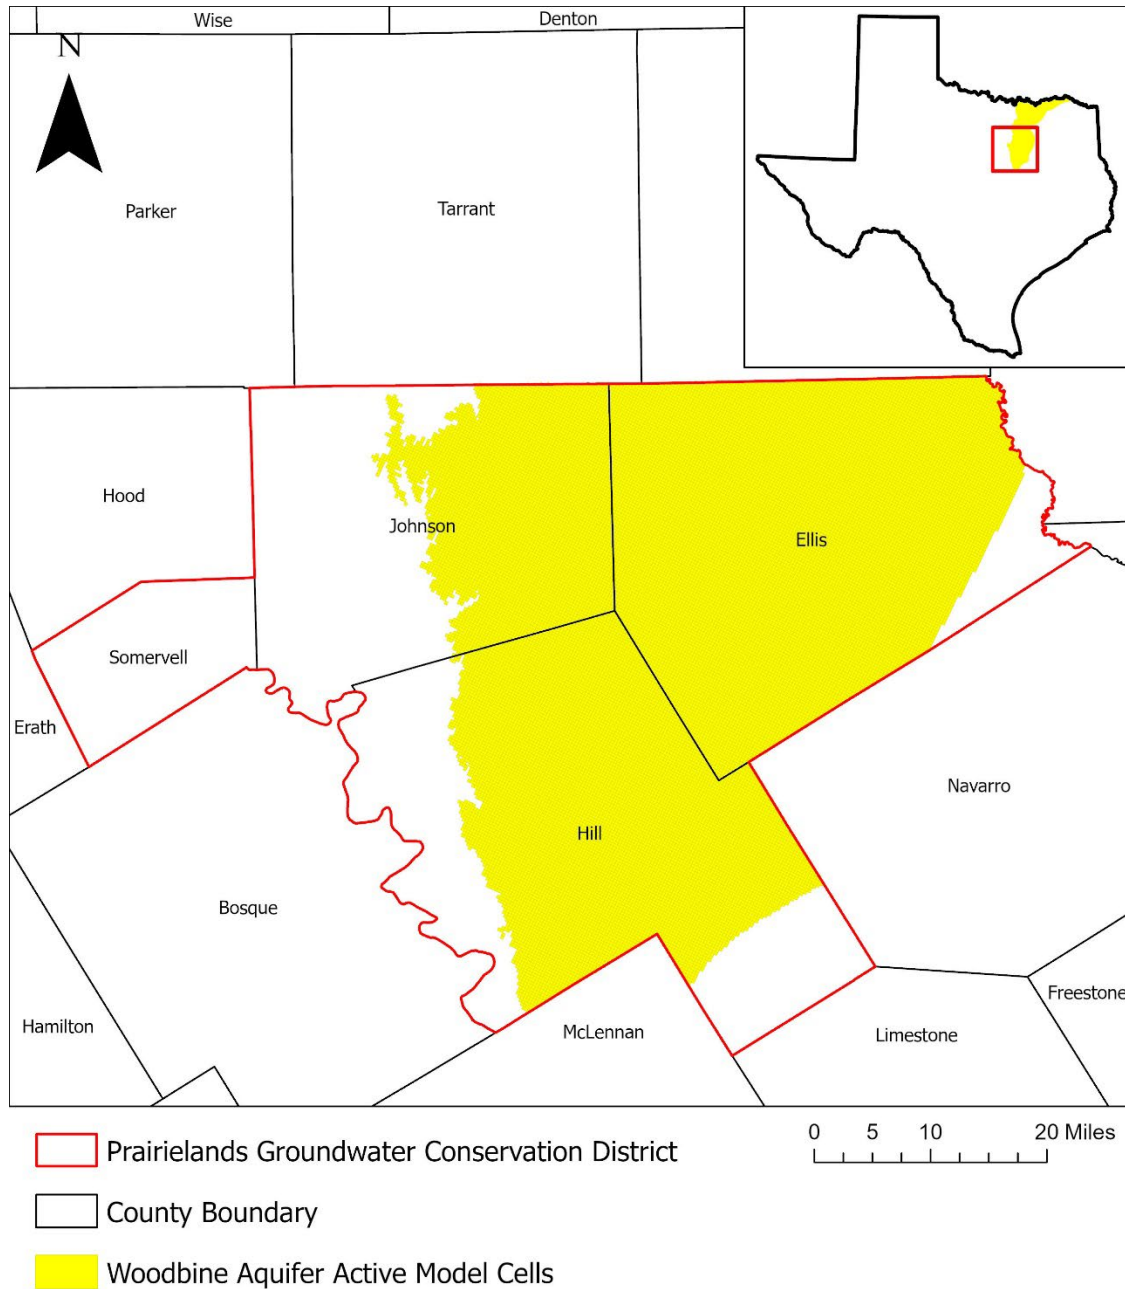 Wise
Denton
N
Parker
Tarrant
Hood
Johnson
Ellis
Somervell
Erath
Navarro
Hill
Bosque
Freestone
Hamilton
McLennan
Limestone
0 5 10 20 Miles
Prairielands Groundwater Conservation District
County Boundary
Woodbine Aquifer Active Model Cells